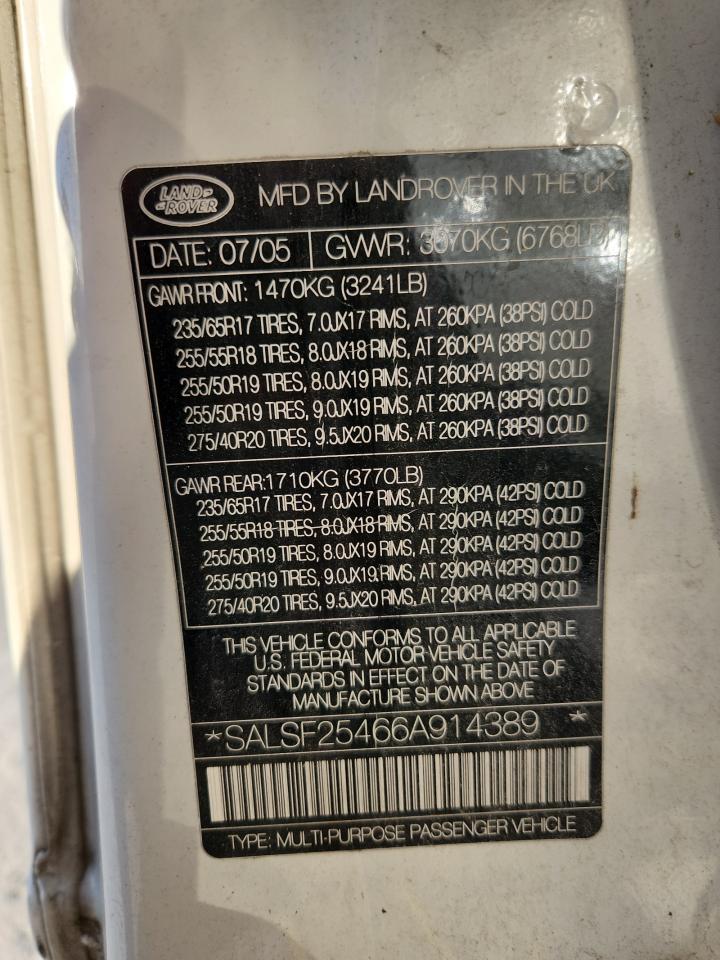 LAND-
-ROVER
MFD BY LANDROVER IN THE UK
DATE: 07/05 GVWR: 3070KG (6768LB)
GAWR FRONT: 1470KG (3241LB)
235/65R17 TIRES, 7.0JX17 RIMS, AT 260KPA (38PSI) COLD
255/55R18 TIRES, 8.0JX18 RIMS, AT 260KPA (38PSI) COLD
255/50R19 TIRES, 8.0JX19 RIMS, AT 260KPA (38PSI) COLD
255/50R19 TIRES, 9.0JX19 RIMS, AT 260KPA (38PSI) COLD
275/40R20 TIRES, 9.5JX20 RIMS, AT 260KPA (38PSI) COLD
GAWR REAR:1710KG (3770LB)
235/65R17 TIRES, 7.0JX17 RIMS, AT 290KPA (42PSI) COLD
255/55R18 TIRES, 8.0JX18 RIMS, AT 290KPA (42PSI) COLD
255/50R19 TIRES, 8.0JX19 RIMS, AT 290KPA (42PSI) COLD
255/50R19 TIRES, 9.0JX19 RIMS, AT 290KPA (42PSI) COLD
275/40R20 TIRES, 9.5JX20 RIMS, AT 290KPA (42PSI) COLD
THIS VEHICLE CONFORMS TO ALL APPLICABLE
U.S. FEDERAL MOTOR VEHICLE SAFETY
STANDARDS IN EFFECT ON THE DATE OF
MANUFACTURE SHOWN ABOVE
*SALSF25466A914389 *
TYPE: MULTI-PURPOSE PASSENGER VEHICLE